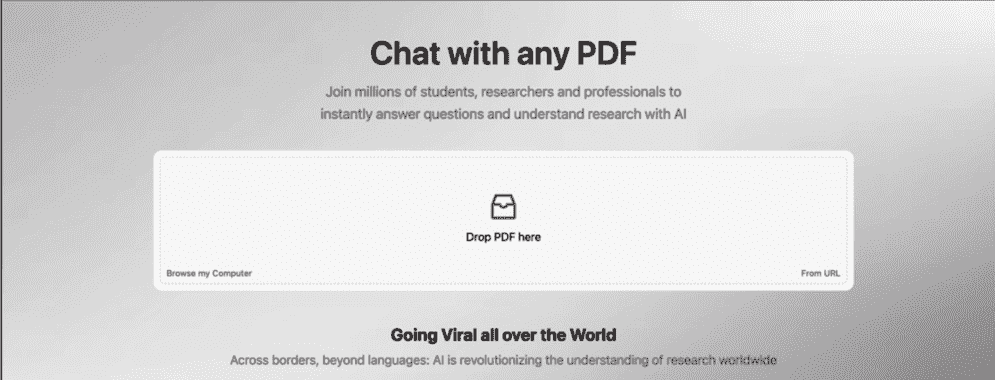 Chat with any PDF
Join millions of students, researchers and professionals to
instantly answer questions and understand research with AI
Drop PDF here
Browse my Computer
From URL
Going Viral all over the World
Across borders, beyond languages: AI is revolutionizing the understanding of research worldwide